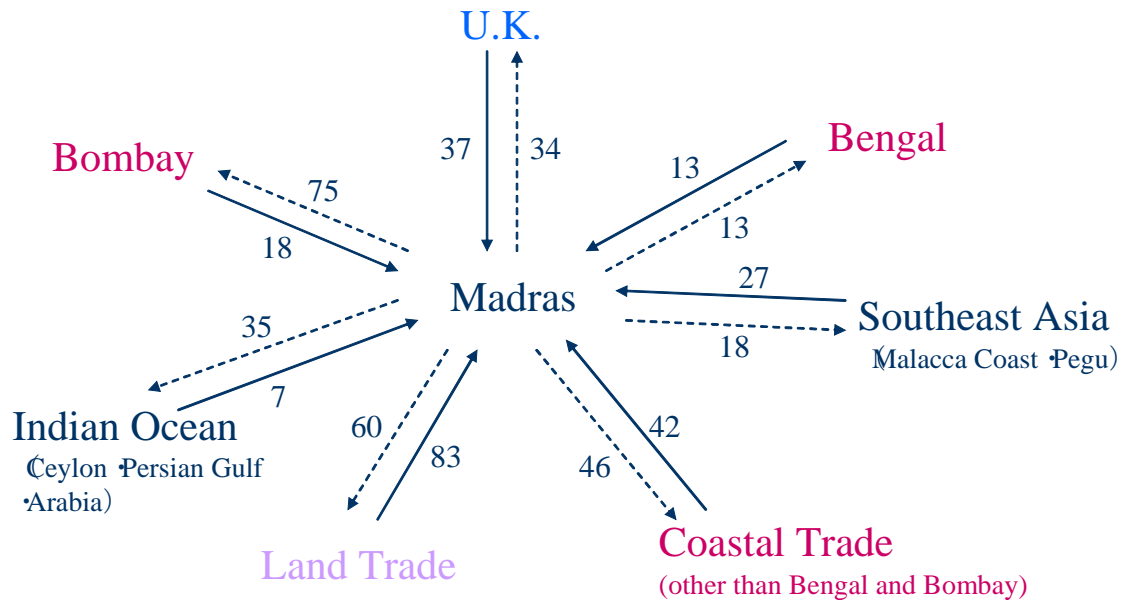 U.K.
37
34
Bombay
75
18
Bengal
13
13
Madras
27
Southeast Asia
18
(Malacca Coast・Pegu)
35
7
Indian Ocean
(Ceylon・Persian Gulf
・Arabia)
60
83
42
46
Land Trade
Coastal Trade
(other than Bengal and Bombay)